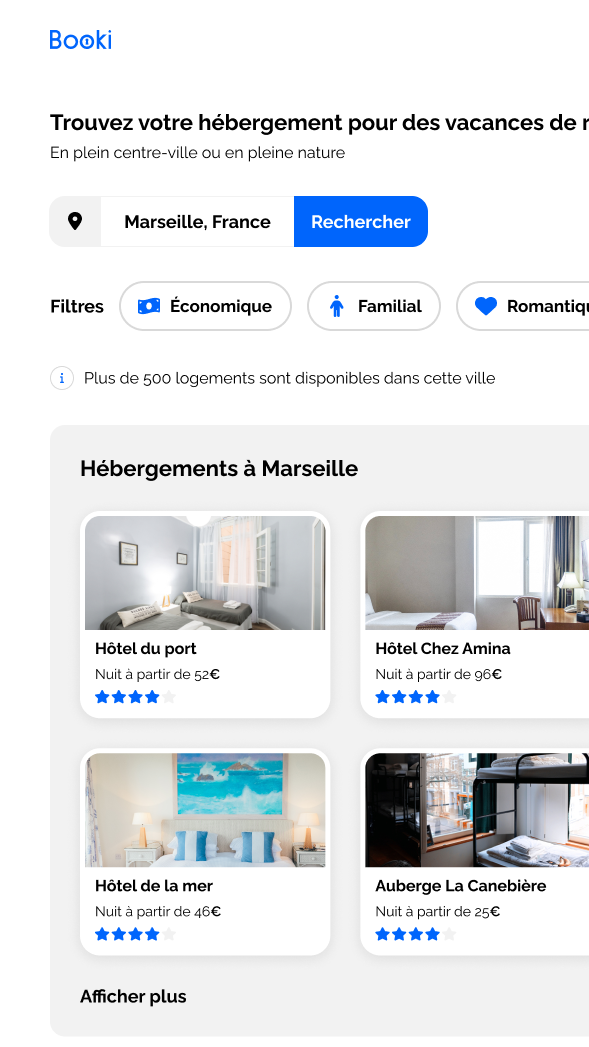 Booki
Trouvez votre hébergement pour des vacances de
En plein centre-ville ou en pleine nature
Marseille, France
Rechercher
Filtres
Économique
Familial
Romantiqu
Plus de 500 logements sont disponibles dans cette ville
Hébergements à Marseille
Hôtel du port
Nuit à partir de 52€
Hôtel Chez Amina
Nuit à partir de 96€
Hôtel de la mer
Nuit à partir de 46€
Auberge La Canebière
Nuit à partir de 25€
Afficher plus